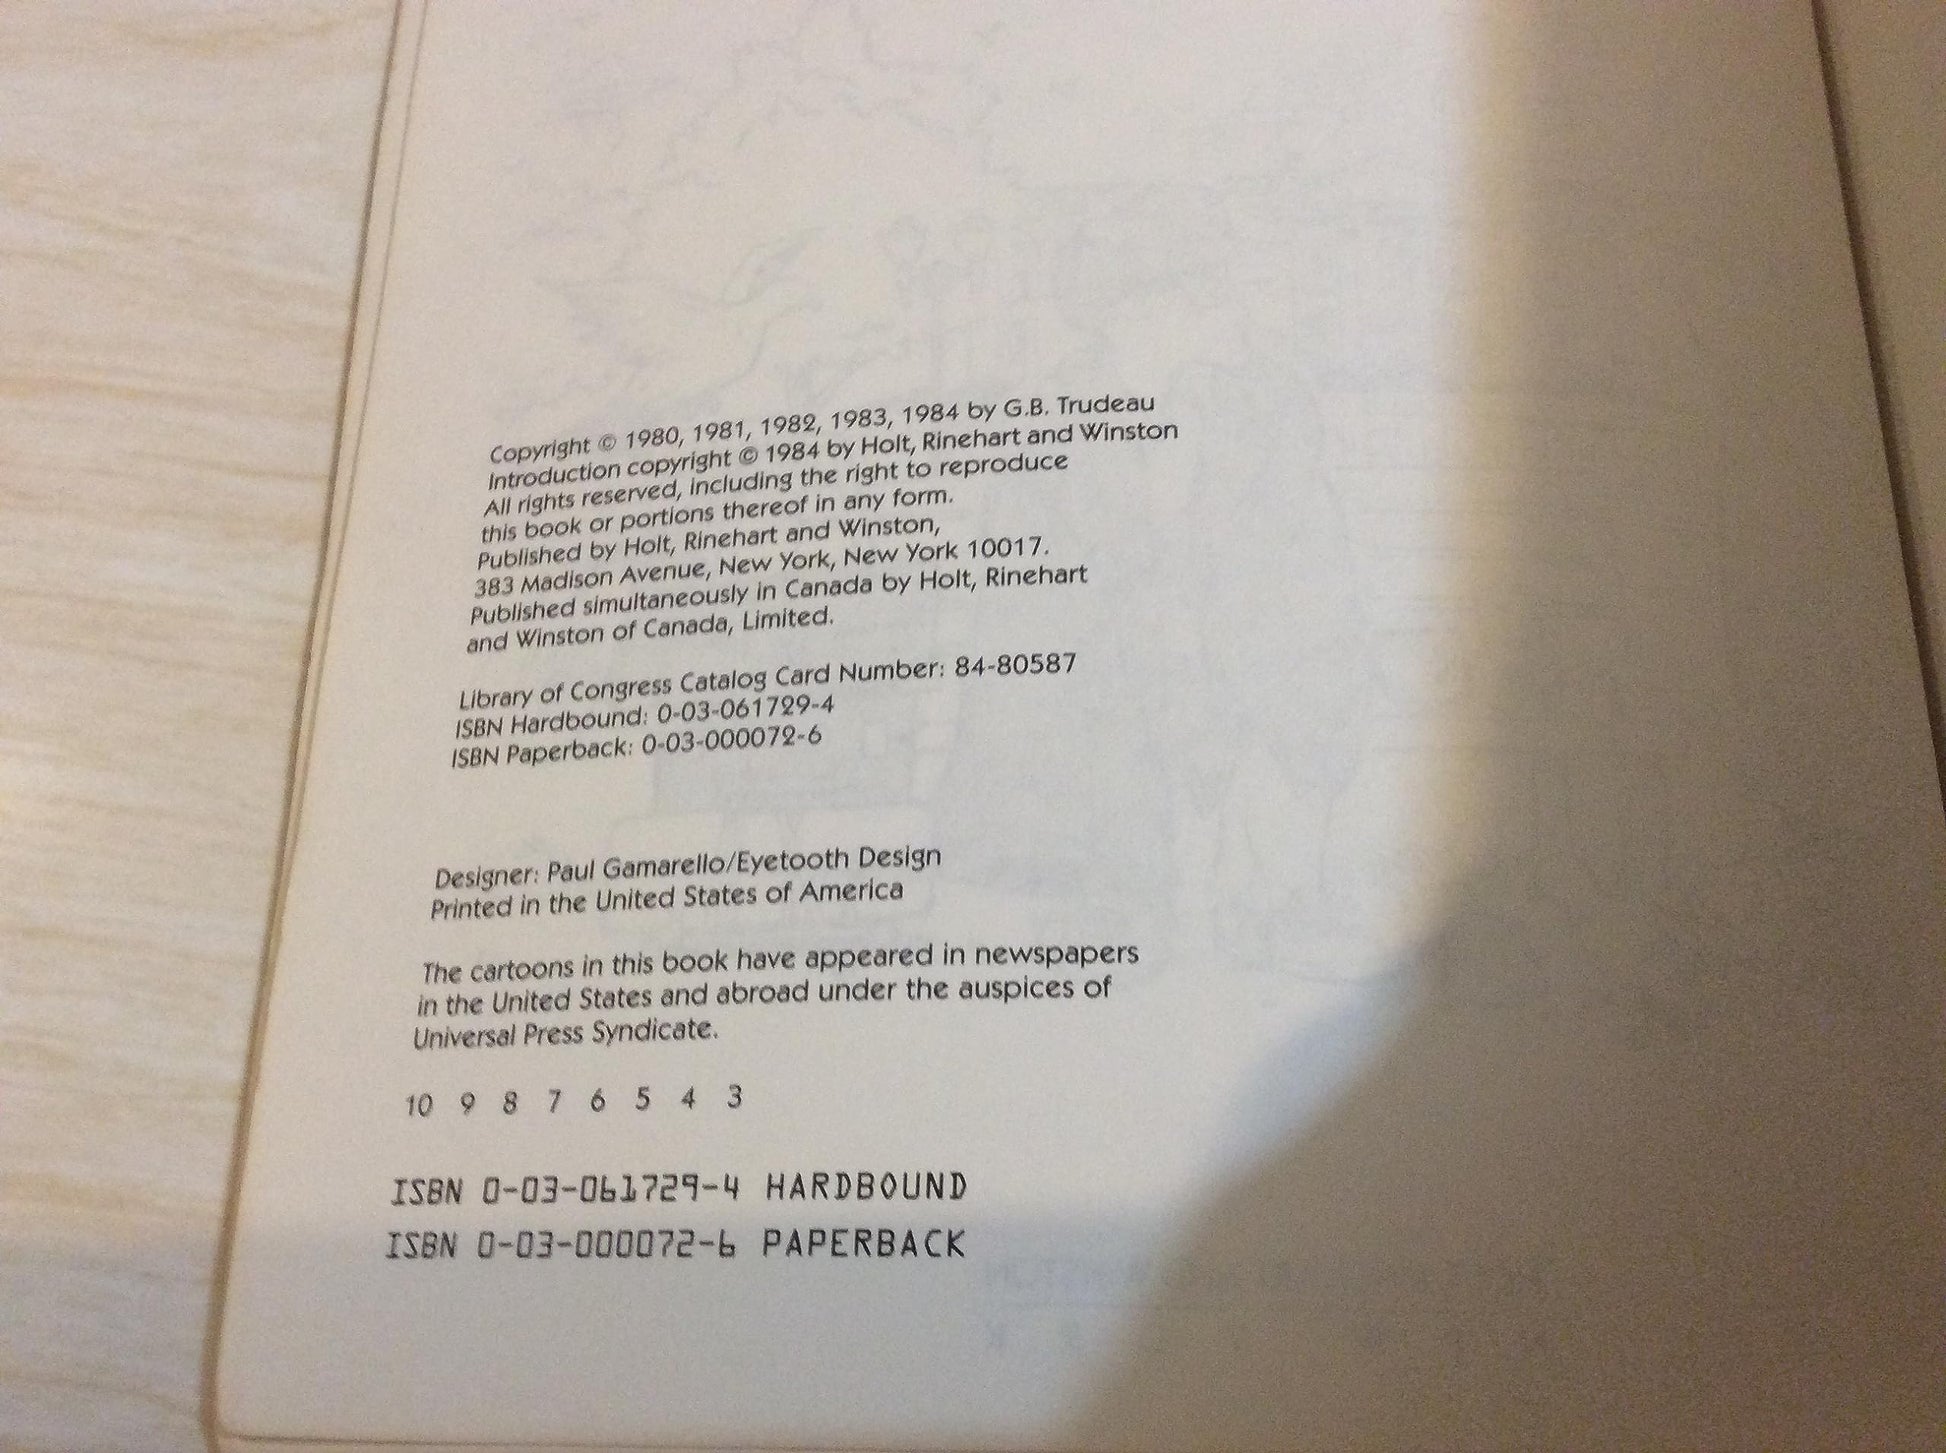 Copyright © 1980, 1981, 1982, 1983, 1984 by G.B. Trudeau
Introduction copyright © 1984 by Holt, Rinehart and Winston
All rights reserved, including the right to reproduce
this book or portions thereof in any form.
Published by Holt, Rinehart and Winston,
383 Madison Avenue, New York, New York 10017.
Published simultaneously in Canada by Holt, Rinehart
and Winston of Canada, Limited.
Library of Congress Catalog Card Number: 84-80587
ISBN Hardbound: 0-03-061729-4
ISBN Paperback: 0-03-000072-6
Designer: Paul Gamarello/Eyetooth Design
Printed in the United States of America
The cartoons in this book have appeared in newspapers
in the United States and abroad under the auspices of
Universal Press Syndicate.
10 9 8 7 6 5 4 3
ISBN 0-03-061729-4 HARDBOUND
ISBN 0-03-000072-6 PAPERBACK